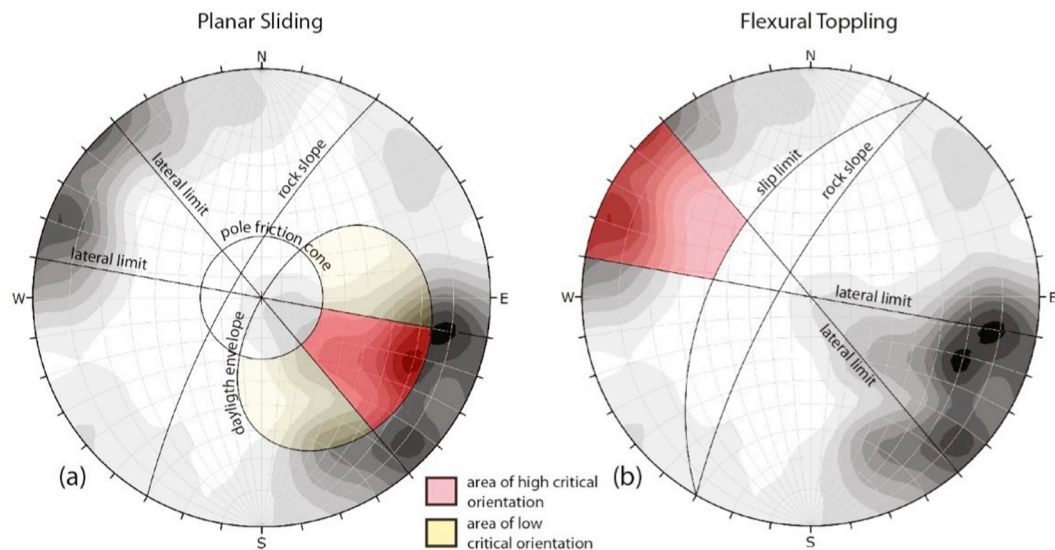 Planar Sliding
N
lateral limit
rock slope
pole friction cone
lateral limit
W
E
dayligth envelope
(a)
S
Flexural Toppling
N
slip limit
rock slope
W
lateral limit
E
lateral limit
(b)
S
area of high critical
orientation
area of low
critical orientation